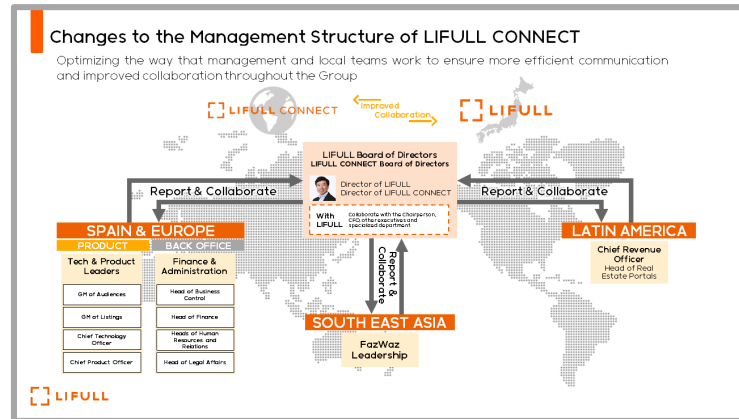 Changes to the Management Structure of LIFULL CONNECT
Optimizing the way that management and local teams work to ensure more efficient communication
and improved collaboration throughout the Group
LIFULL CONNECT
Improved
Collaboration
LIFULL
LIFULL Board of Directors
LIFULL CONNECT Board of Directors
Director of LIFULL
Director of LIFULL CONNECT
With
LIFULL
Collaborate with the Chairperson,
CFO, other executives and
specialized department
Report & Collaborate
Report & Collaborate
Report &
Collaborate
SPAIN & EUROPE
PRODUCT
BACK OFFICE
Tech & Product
Leaders
GM of Audiences
GM of Listings
Chief Technology
Officer
Chief Product Officer
Finance &
Administration
Head of Business
Control
Head of Finance
Heads of Human
Resources and
Relations
Head of Legal Affairs
SOUTH EAST ASIA
FazWaz
Leadership
LATIN AMERICA
Chief Revenue
Officer
Head of Real
Estate Portals
LIFULL